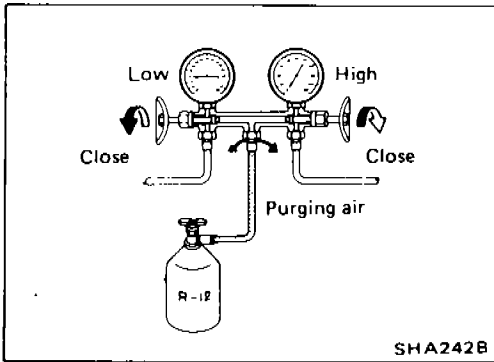 Low High
Close Close
Purging air
R-12
SHA242B